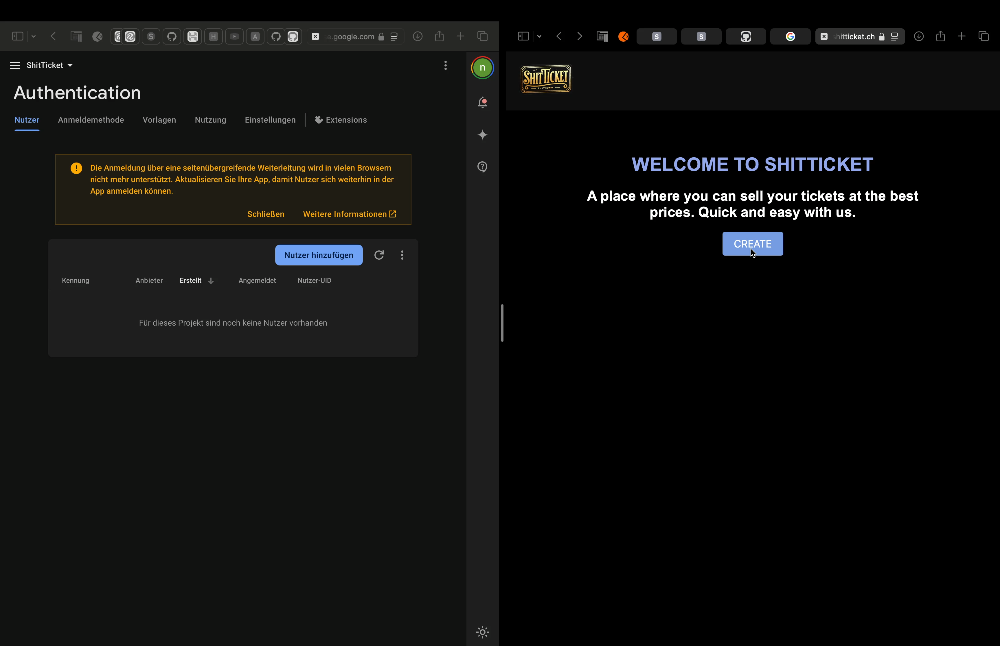 S
H
A
e.google.com
ShitTicket
n
Authentication
Nutzer
Anmeldemethode
Vorlagen
Nutzung
Einstellungen
Extensions
Die Anmeldung über eine seitenübergreifende Weiterleitung wird in vielen Browsern
nicht mehr unterstützt. Aktualisieren Sie Ihre App, damit Nutzer sich weiterhin in der
App anmelden können.
Schließen
Weitere Informationen
Nutzer hinzufügen
Kennung
Anbieter
Erstellt
Angemeldet
Nutzer-UID
Für dieses Projekt sind noch keine Nutzer vorhanden
S
S
G
hitticket.ch
SHIT
SHITTICKET
WELCOME TO SHITTICKET
A place where you can sell your tickets at the best
prices. Quick and easy with us.
CREATE